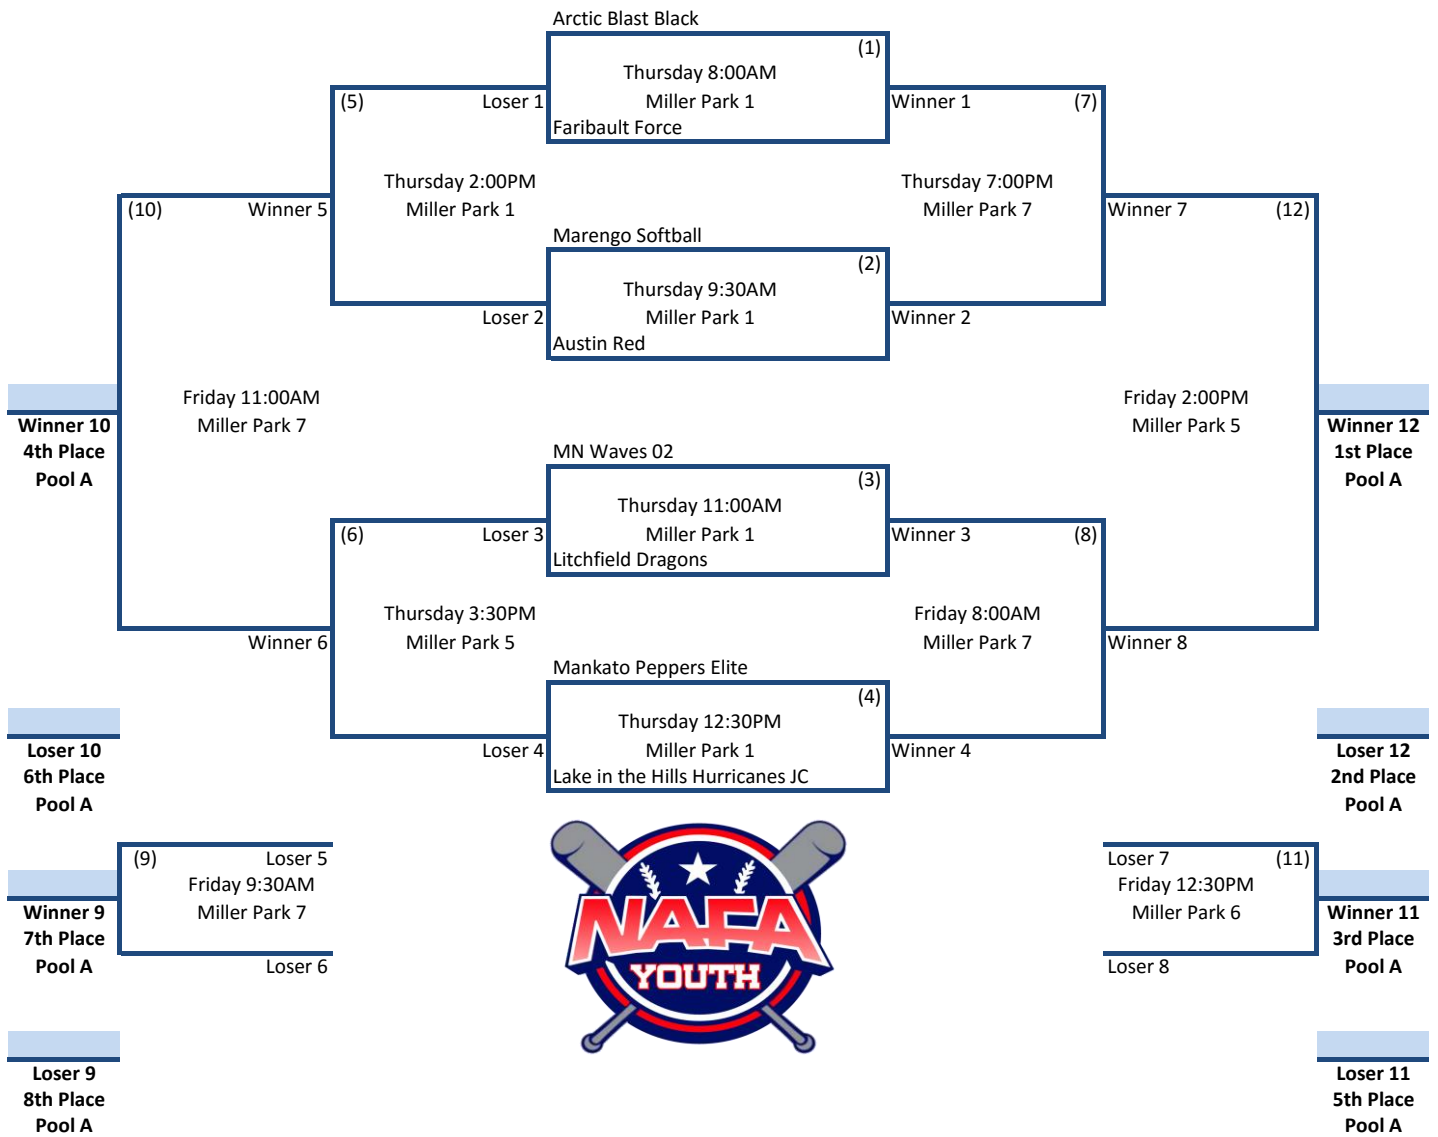 Arctic Blast Black
(1)
Thursday 8:00AM
Miller Park 1
Faribault Force
(5)
Loser 1
Winner 1
(7)
Thursday 2:00PM
Miller Park 1
Thursday 7:00PM
Miller Park 7
(10)
Winner 5
Winner 7
(12)
Marengo Softball
(2)
Thursday 9:30AM
Miller Park 1
Austin Red
Loser 2
Winner 2
Friday 11:00AM
Miller Park 7
Friday 2:00PM
Miller Park 5
Winner 10
4th Place
Pool A
Winner 12
1st Place
Pool A
MN Waves 02
(3)
Thursday 11:00AM
Miller Park 1
Litchfield Dragons
(6)
Loser 3
Winner 3
(8)
Thursday 3:30PM
Miller Park 5
Friday 8:00AM
Miller Park 7
Winner 6
Winner 8
Mankato Peppers Elite
(4)
Thursday 12:30PM
Miller Park 1
Lake in the Hills Hurricanes JC
Loser 4
Winner 4
Loser 10
6th Place
Pool A
Loser 12
2nd Place
Pool A
(9)
Loser 5
Friday 9:30AM
Miller Park 7
Loser 6
Winner 9
7th Place
Pool A
NAFA
YOUTH
Loser 7
(11)
Friday 12:30PM
Miller Park 6
Loser 8
Winner 11
3rd Place
Pool A
Loser 9
8th Place
Pool A
Loser 11
5th Place
Pool A